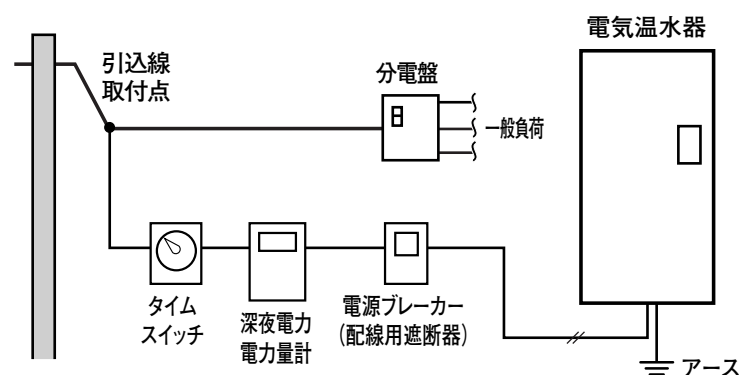 電気温水器
引込線
取付点
分電盤
一般負荷
タイム
スイッチ
深夜電力
電力量計
電源ブレーカー
(配線用遮断器)
アース